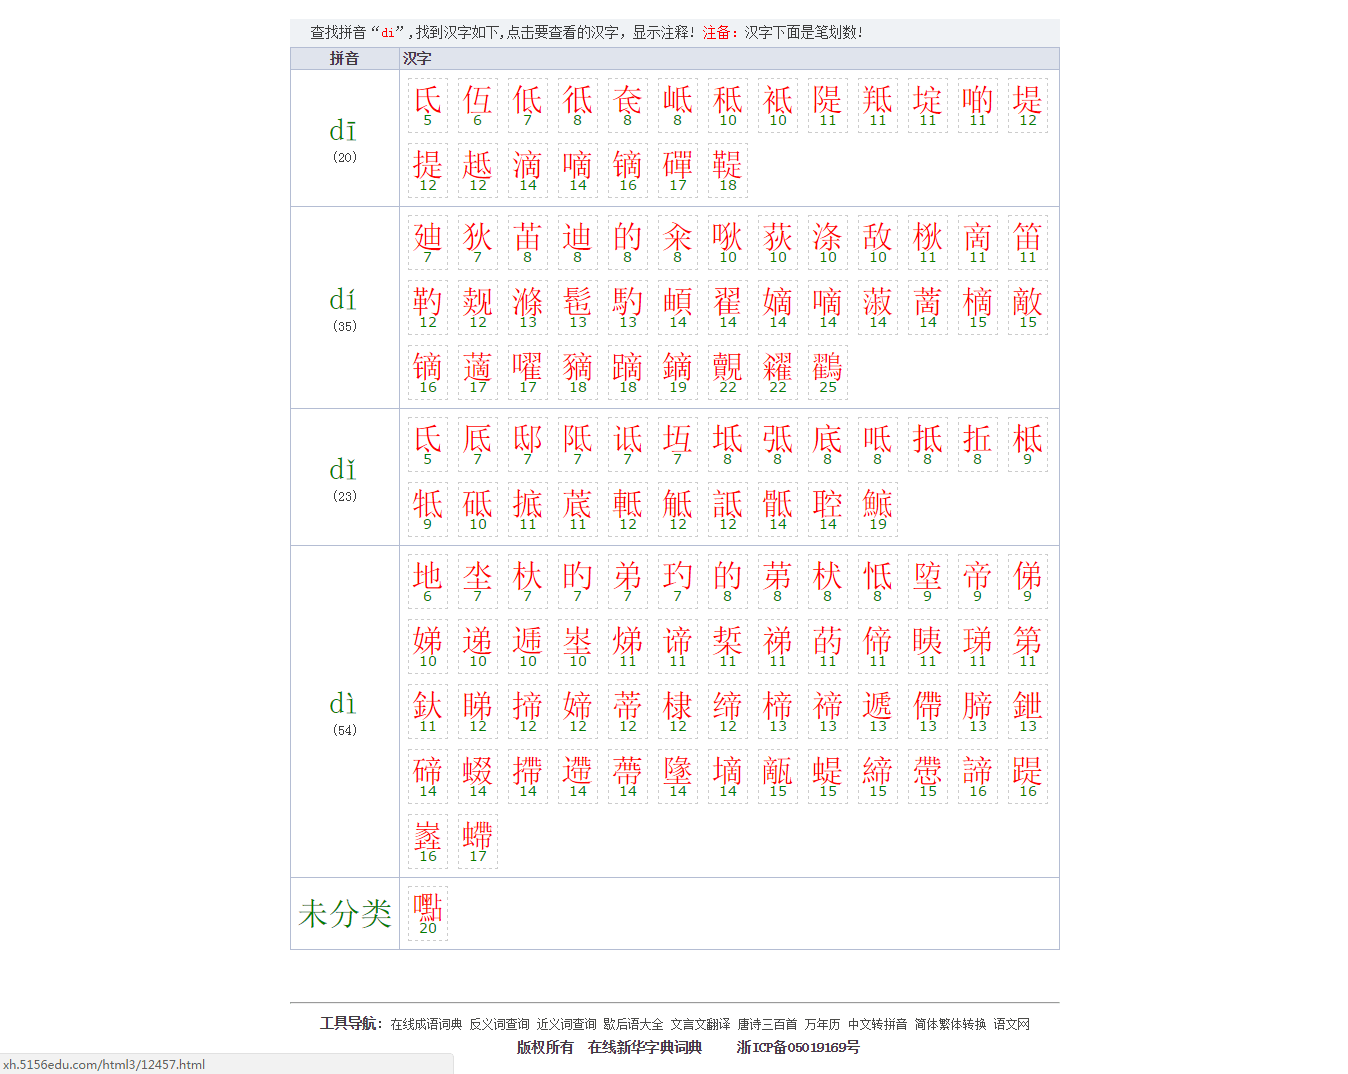 查找拼音“di”,找到汉字如下,点击要查看的汉字，显示注释! 注备：汉字下面是笔划数!
拼音 汉字
dī
(20)
氐 仾 低 彽 袛 岻 秪 袛 隄 羝 埞 啲 堤
5 6 7 8 8 8 10 10 11 11 11 11 12
提 趆 滴 嘀 镝 磾 鞮
12 12 14 14 16 17 18
dí
(35)
廸 狄 苖 迪 的 籴 唙 荻 涤 敌 梑 啇 笛
7 7 8 8 8 8 10 10 10 10 11 11 11
靮 觌 滌 髢 馰 頔 翟 嫡 嘀 蔋 蔐 樀 敵
12 12 13 13 13 14 14 14 14 14 14 15 15
镝 藡 嚁 豴 蹢 鏑 覿 糴 鸐
16 17 17 18 18 19 22 22 25
dǐ
(23)
氐 厎 邸 阺 诋 坘 坻 弤 底 呧 抵 拞 柢
5 7 7 7 7 7 8 8 8 8 8 8 9
牴 砥 掋 菧 軧 觝 詆 骶 聜 鯳
9 10 11 11 12 12 12 14 14 19
dì
(54)
地 坔 杕 旳 弟 玓 的 苐 枤 怟 埅 帝 俤
6 7 7 7 7 7 8 8 8 8 9 9 9
娣 递 逓 埊 焍 谛 梊 祶 菂 偙 眱 珶 第
10 10 10 10 11 11 11 11 11 11 11 11 11
釱 睇 揥 媂 蒂 棣 缔 楴 禘 遞 僀 腣 鉪
11 12 12 12 12 12 12 13 13 13 13 13 13
碲 蝃 摕 遰 蔕 墬 墑 甋 蝭 締 慸 諦 踶
14 14 14 14 14 14 14 15 15 15 15 16 16
嶳 螮
16 17
未分类
嚸
20
工具导航： 在线成语词典 反义词查询 近义词查询 歇后语大全 文言文翻译 唐诗三百首 万年历 中文转拼音 简体繁体转换 语文网
版权所有 在线新华字典词典 浙ICP备05019169号
xh.5156edu.com/html3/12457.html